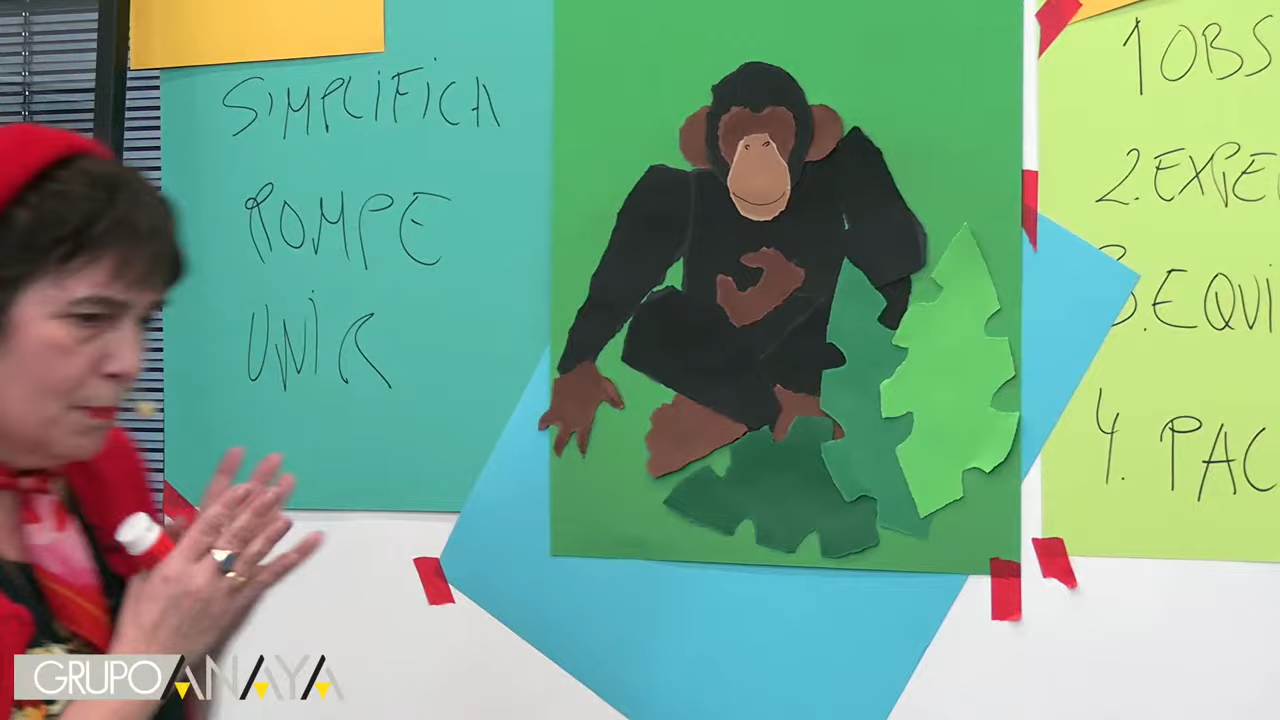 SIMPLIFICA
ROMPE
UNIR
1 OBS
2. EXPE
3. EQUI
4. PAC
GRUPO ANAYA